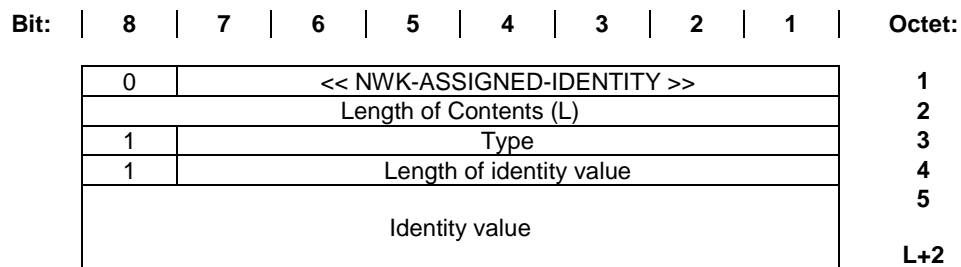 Bit: 8 7 6 5 4 3 2 1 Octet:
0 << NWK-ASSIGNED-IDENTITY >> 1
Length of Contents (L) 2
1 Type 3
1 Length of identity value 4
5
Identity value
L+2